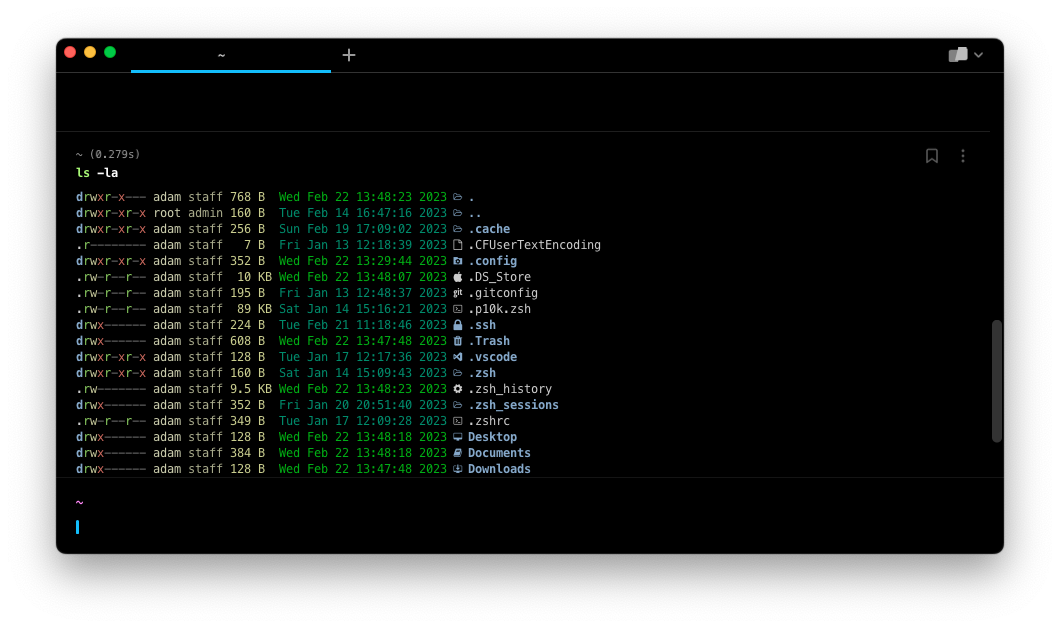 ~
~ (0.279s)
ls -la
drwxr-x--- adam staff 768 B  Wed Feb 22 13:48:23 2023 .
drwxr-xr-x root admin 160 B  Tue Feb 14 16:47:16 2023 ..
drwxr-xr-x adam staff 256 B  Sun Feb 19 17:09:02 2023 .cache
.r-------- adam staff   7 B  Fri Jan 13 12:18:39 2023 .CFUserTextEncoding
drwxr-xr-x adam staff 352 B  Wed Feb 22 13:29:44 2023 .config
.rw-r--r-- adam staff  10 KB Wed Feb 22 13:48:07 2023 .DS_Store
.rw-r--r-- adam staff 195 B  Fri Jan 13 12:48:37 2023 git .gitconfig
.rw-r--r-- adam staff  89 KB Sat Jan 14 15:16:21 2023 .p10k.zsh
drwx------ adam staff 224 B  Tue Feb 21 11:18:46 2023 .ssh
drwx------ adam staff 608 B  Wed Feb 22 13:47:48 2023 .Trash
drwxr-xr-x adam staff 128 B  Tue Jan 17 12:17:36 2023 .vscode
drwxr-xr-x adam staff 160 B  Sat Jan 14 15:09:43 2023 .zsh
.rw------- adam staff 9.5 KB Wed Feb 22 13:48:23 2023 .zsh_history
drwx------ adam staff 352 B  Fri Jan 20 20:51:40 2023 .zsh_sessions
.rw-r--r-- adam staff 349 B  Tue Jan 17 12:09:28 2023 .zshrc
drwx------ adam staff 128 B  Wed Feb 22 13:48:18 2023 Desktop
drwx------ adam staff 384 B  Wed Feb 22 13:48:18 2023 Documents
drwx------ adam staff 128 B  Wed Feb 22 13:47:48 2023 Downloads
~